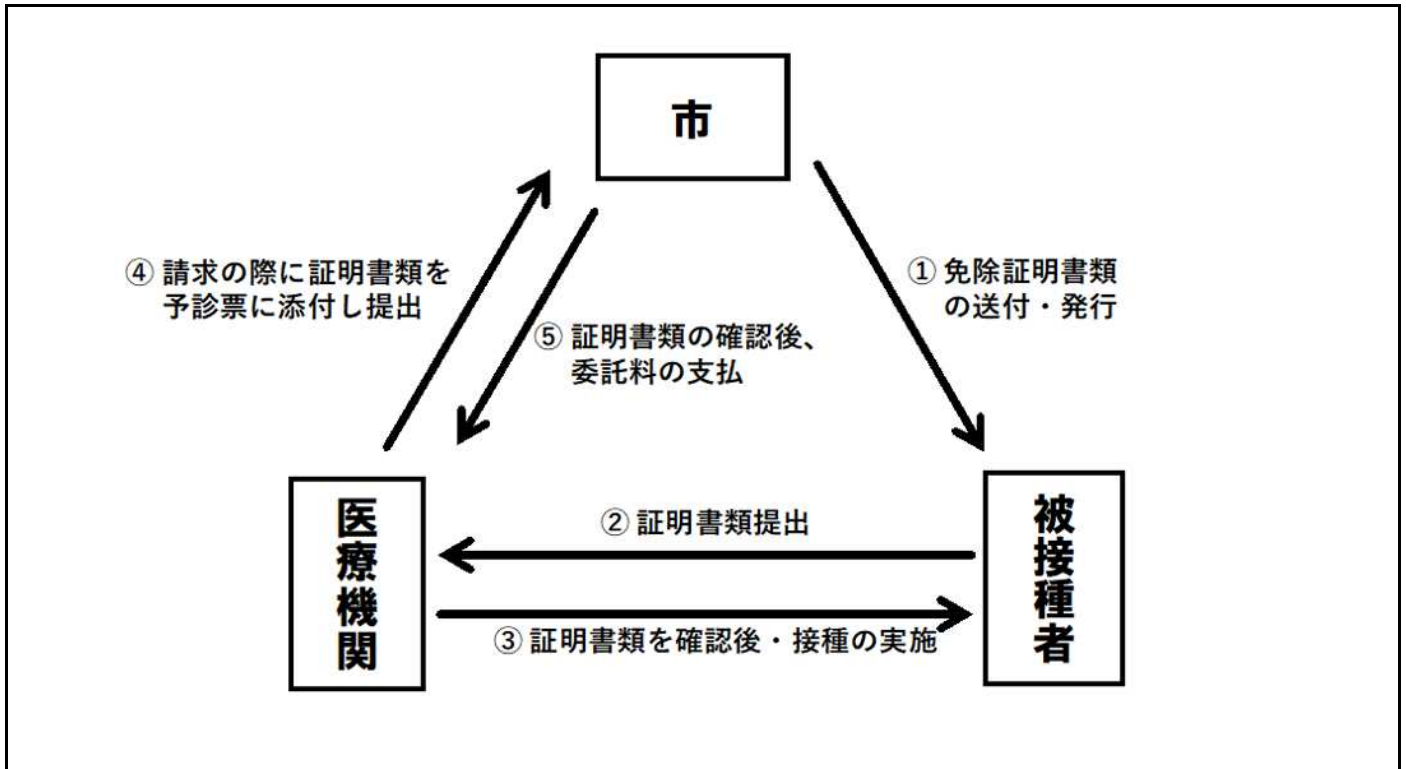 市
④ 請求の際に証明書類を
予診票に添付し提出
① 免除証明書類
の送付・発行
⑤ 証明書類の確認後、
委託料の支払
医療機関
② 証明書類提出
被接種者
③ 証明書類を確認後・接種の実施